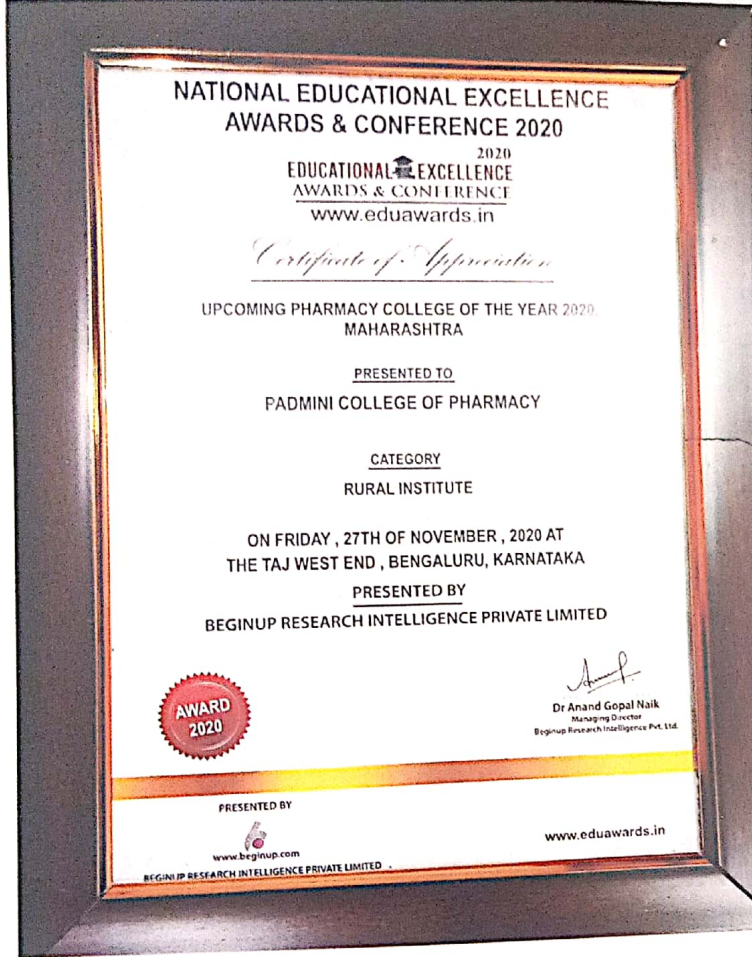 NATIONAL EDUCATIONAL EXCELLENCE
AWARDS & CONFERENCE 2020
2020
EDUCATIONAL EXCELLENCE
AWARDS & CONFERENCE
www.eduawards.in
Certificate of Appreciation
UPCOMING PHARMACY COLLEGE OF THE YEAR 2020,
MAHARASHTRA
PRESENTED TO
PADMINI COLLEGE OF PHARMACY
CATEGORY
RURAL INSTITUTE
ON FRIDAY , 27TH OF NOVEMBER , 2020 AT
THE TAJ WEST END , BENGALURU, KARNATAKA
PRESENTED BY
BEGINUP RESEARCH INTELLIGENCE PRIVATE LIMITED
AWARD
2020
Dr Anand Gopal Naik
Managing Director
Beginup Research Intelligence Pvt. Ltd.
PRESENTED BY
www.beginup.com
BEGINUP RESEARCH INTELLIGENCE PRIVATE LIMITED
www.eduawards.in